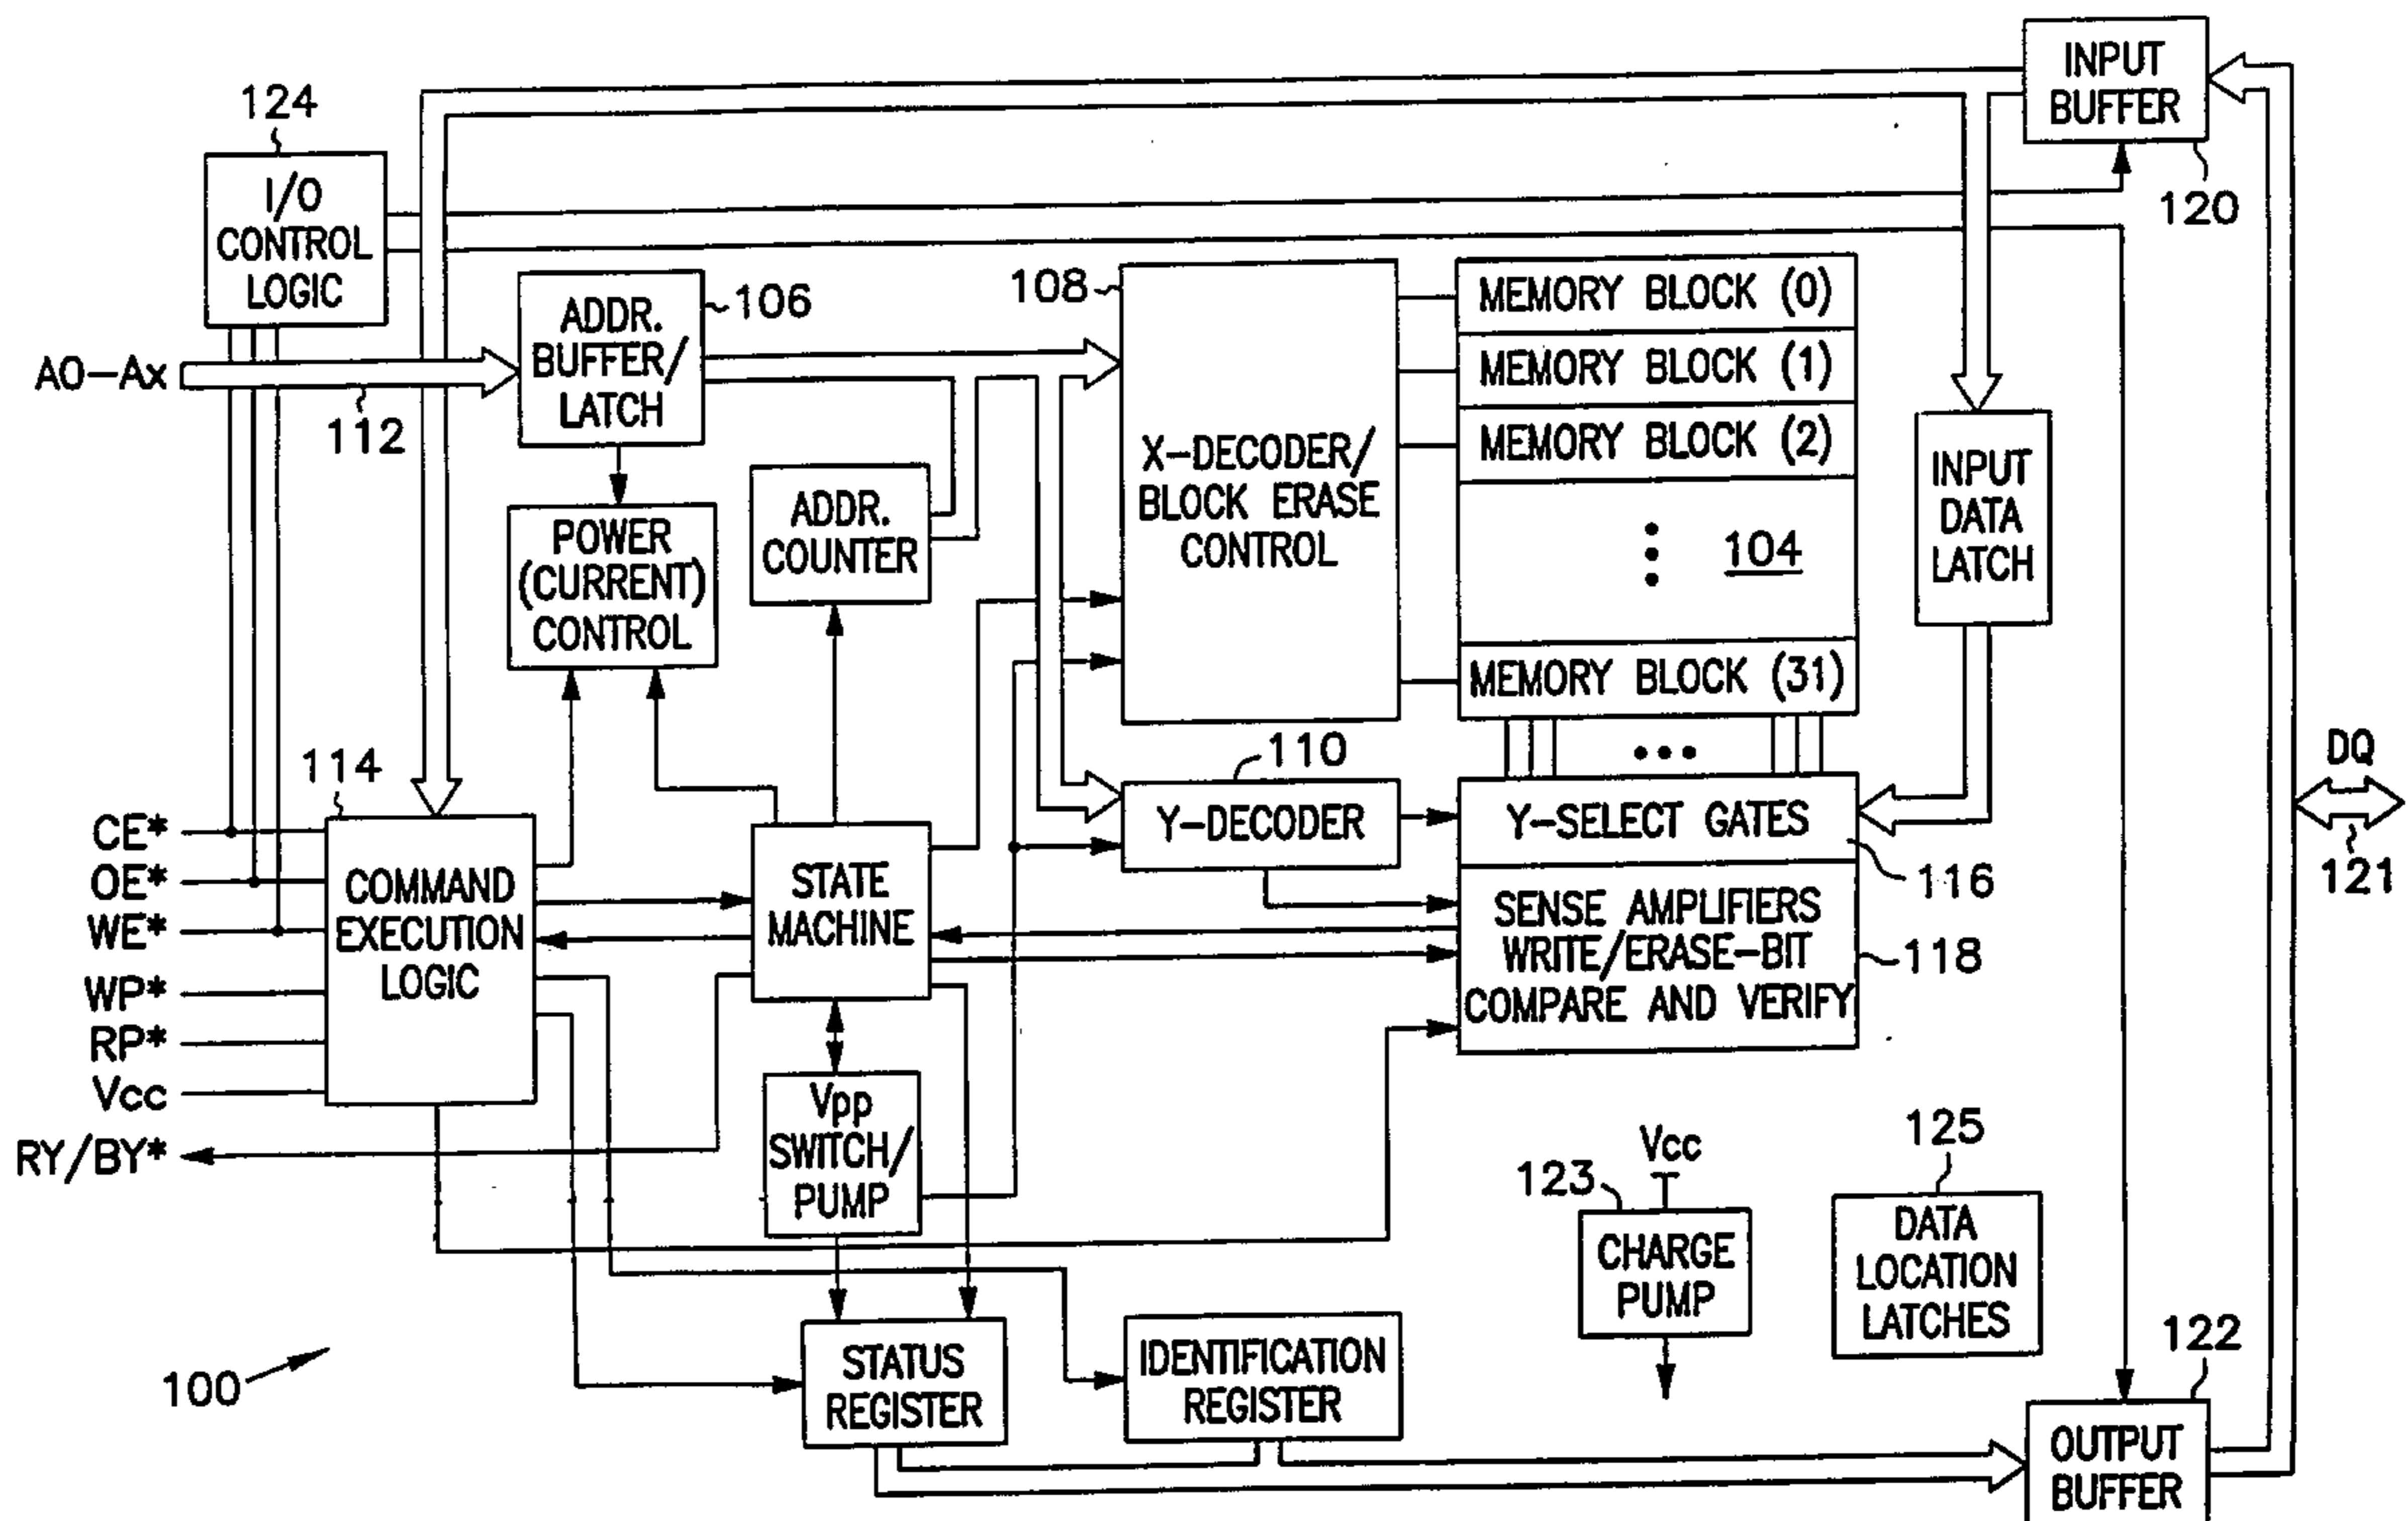 INPUT
BUFFER
120
124
I/O
CONTROL
LOGIC
ADDR.
BUFFER/
LATCH
106
A0-Ax
112
108
X-DECODER/
BLOCK ERASE
CONTROL
MEMORY BLOCK (0)
MEMORY BLOCK (1)
MEMORY BLOCK (2)
104
MEMORY BLOCK (31)
INPUT
DATA
LATCH
POWER
(CURRENT)
CONTROL
ADDR.
COUNTER
110
Y-DECODER
Y-SELECT GATES
116
SENSE AMPLIFIERS
WRITE/ERASE-BIT
COMPARE AND VERIFY
118
DQ
121
114
CE*
OE*
WE*
WP*
RP*
Vcc
RY/BY*
COMMAND
EXECUTION
LOGIC
STATE
MACHINE
Vpp
SWITCH/
PUMP
Vcc
123
CHARGE
PUMP
125
DATA
LOCATION
LATCHES
100
STATUS
REGISTER
IDENTIFICATION
REGISTER
122
OUTPUT
BUFFER